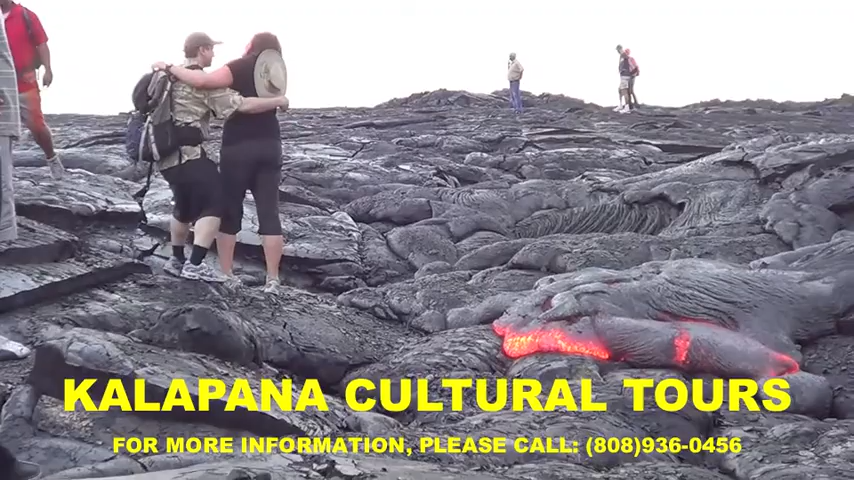 KALAPANA CULTURAL TOURS
FOR MORE INFORMATION, PLEASE CALL: (808)936-0456